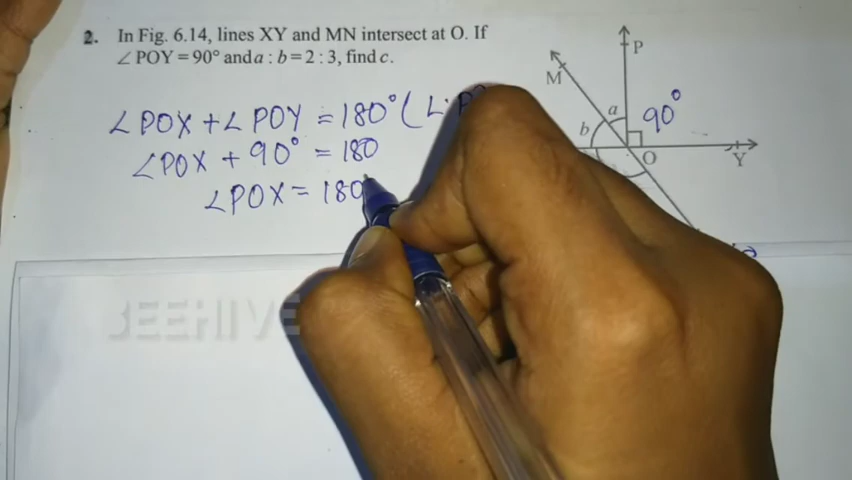 2. In Fig. 6.14, lines XY and MN intersect at O. If
∠ POY = 90° and a : b = 2 : 3, find c.
P
M
a
b
90°
O
Y
∠POX + ∠POY = 180° (L.P
∠POX + 90° = 180
∠POX = 180
BEEHIVE